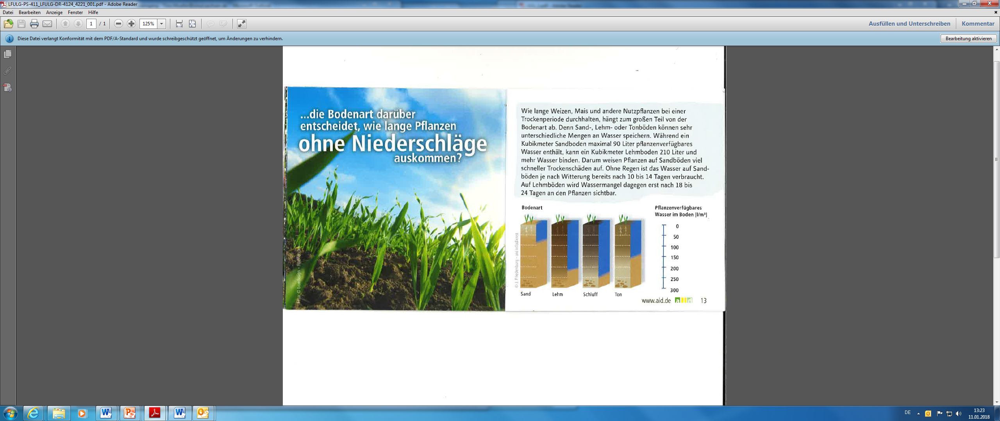 LFULG-PS-411_LFULG-DR-4124_4221_001.pdf - Adobe Reader
Datei Bearbeiten Anzeige Fenster Hilfe
1 / 1 125% Ausfüllen und Unterschreiben Kommentar
Diese Datei verlangt Konformität mit dem PDF/A-Standard und wurde schreibgeschützt geöffnet, um Änderungen zu verhindern. Bearbeitung aktivieren
...die Bodenart darüber
entscheidet, wie lange Pflanzen
ohne Niederschläge
auskommen?
Foto: © bluedesign – Fotolia.com
Wie lange Weizen, Mais und andere Nutzpflanzen bei einer
Trockenperiode durchhalten, hängt zum großen Teil von der
Bodenart ab. Denn Sand-, Lehm- oder Tonböden können sehr
unterschiedliche Mengen an Wasser speichern. Während ein
Kubikmeter Sandboden maximal 90 Liter pflanzenverfügbares
Wasser enthält, kann ein Kubikmeter Lehmboden 210 Liter und
mehr Wasser binden. Darum weisen Pflanzen auf Sandböden viel
schneller Trockenschäden auf. Ohne Regen ist das Wasser auf Sand-
böden je nach Witterung bereits nach 10 bis 14 Tagen verbraucht.
Auf Lehmböden wird Wassermangel dagegen erst nach 18 bis
24 Tagen an den Pflanzen sichtbar.
Bodenart
Pflanzenverfügbares
Wasser im Boden [l/m³]
0
50
100
150
200
250
300
Sand Lehm Schluff Ton
© J. Friedenburg - aid infodienst
www.aid.de aid 13
DE 13:23
11.01.2018